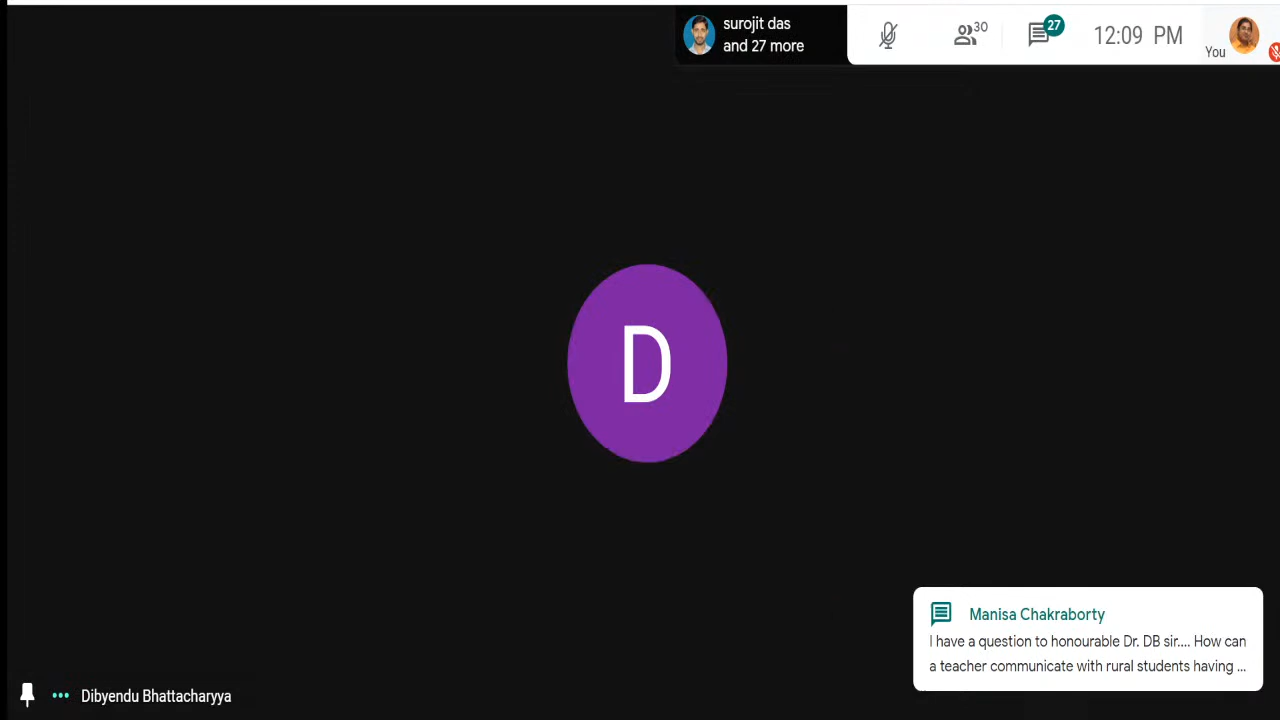 surojit das
and 27 more
30
27
12:09 PM
You
D
Manisa Chakraborty
I have a question to honourable Dr. DB sir.... How can
a teacher communicate with rural students having ...
Dibyendu Bhattacharyya